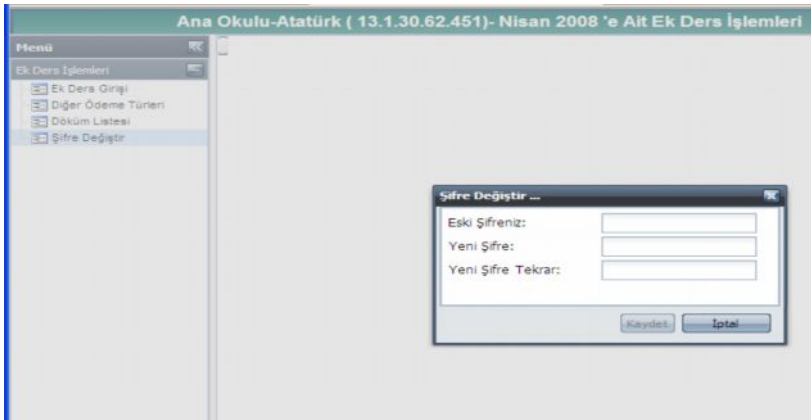 Ana Okulu-Atatürk ( 13.1.30.62.451)- Nisan 2008 'e Ait Ek Ders İşlemleri
Menü
Ek Ders İşlemleri
Ek Ders Girişi
Diğer Ödeme Türleri
Döküm Listesi
Şifre Değiştir
Şifre Değiştir ...
Eski Şifreniz:
Yeni Şifre:
Yeni Şifre Tekrar:
Kaydet İptal